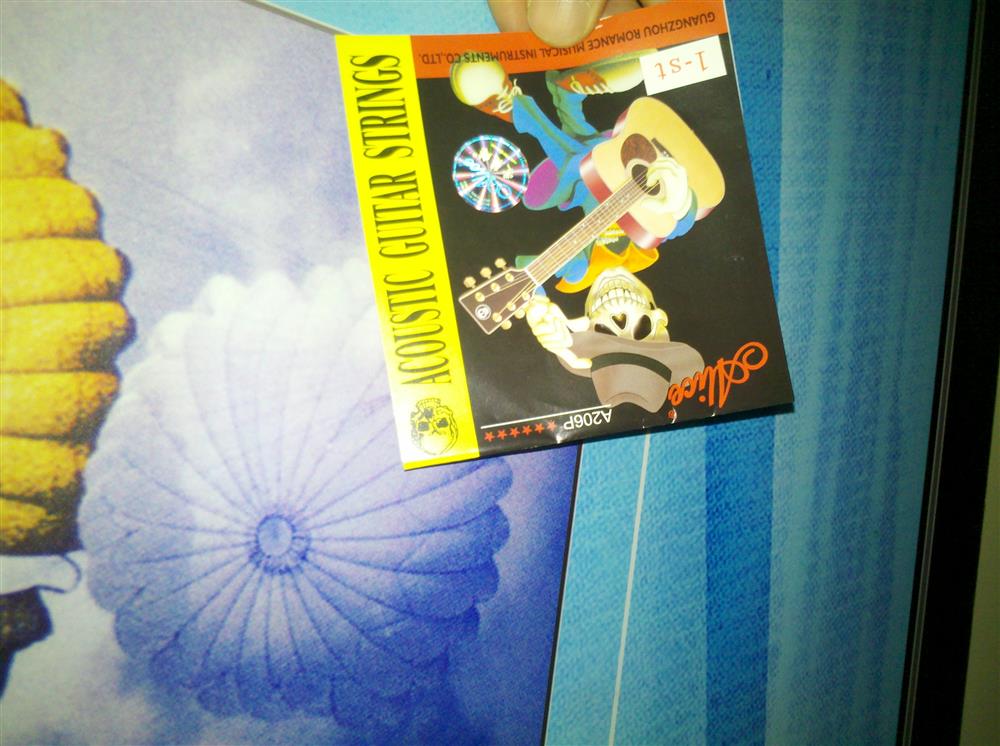 Alice®
A206P
ACOUSTIC GUITAR STRINGS
1-st
GUANGZHOU ROMANCE MUSICAL INSTRUMENTS CO.,LTD.